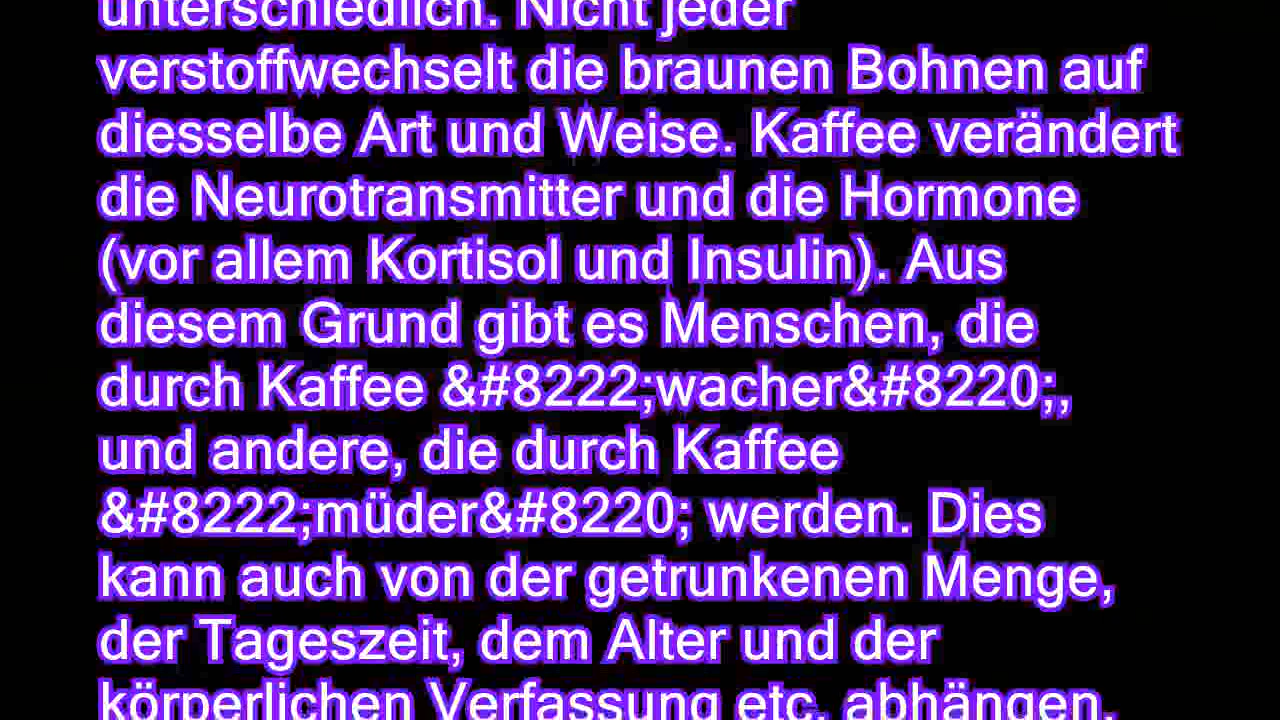 unterschiedlich. Nicht jeder
verstoffwechselt die braunen Bohnen auf
diesselbe Art und Weise. Kaffee verändert
die Neurotransmitter und die Hormone
(vor allem Kortisol und Insulin). Aus
diesem Grund gibt es Menschen, die
durch Kaffee &#8222;wacher&#8220;,
und andere, die durch Kaffee
&#8222;müder&#8220; werden. Dies
kann auch von der getrunkenen Menge,
der Tageszeit, dem Alter und der
körperlichen Verfassung etc. abhängen.